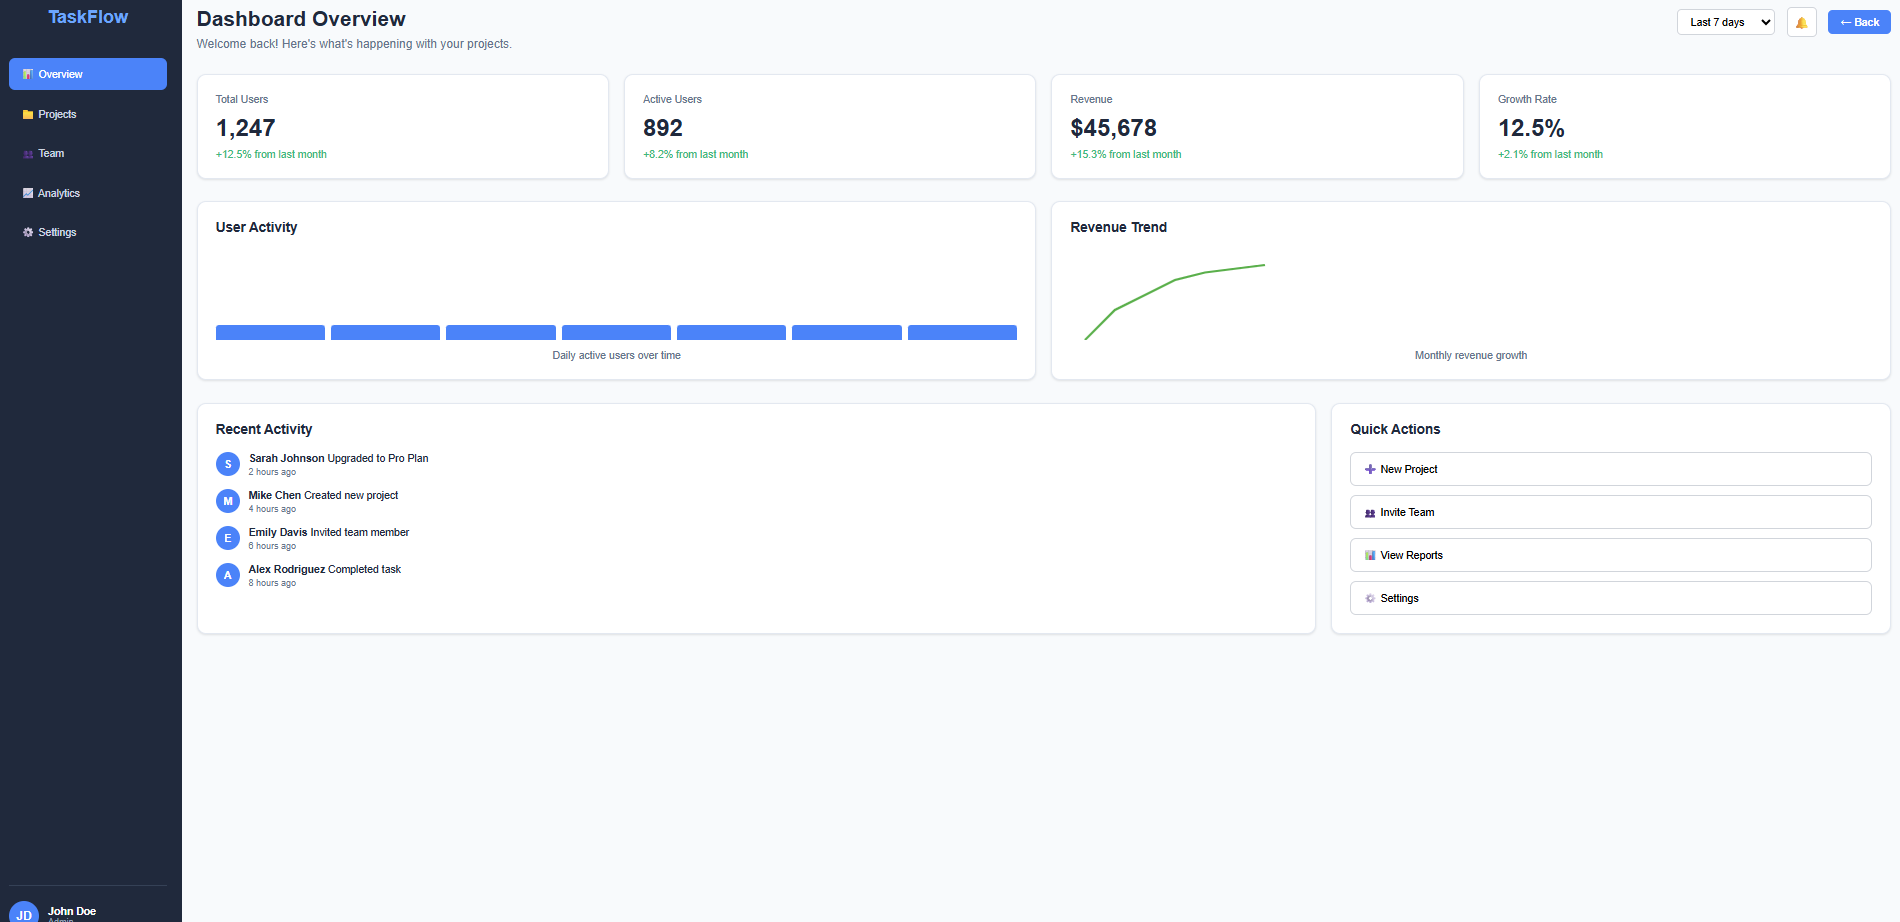 TaskFlow
Overview
Projects
Team
Analytics
Settings
JD
John Doe
Admin
Dashboard Overview
Welcome back! Here's what's happening with your projects.
Last 7 days
← Back
Total Users
1,247
+12.5% from last month
Active Users
892
+8.2% from last month
Revenue
$45,678
+15.3% from last month
Growth Rate
12.5%
+2.1% from last month
User Activity
Daily active users over time
Revenue Trend
Monthly revenue growth
Recent Activity
S
Sarah Johnson Upgraded to Pro Plan
2 hours ago
M
Mike Chen Created new project
4 hours ago
E
Emily Davis Invited team member
6 hours ago
A
Alex Rodriguez Completed task
8 hours ago
Quick Actions
New Project
Invite Team
View Reports
Settings